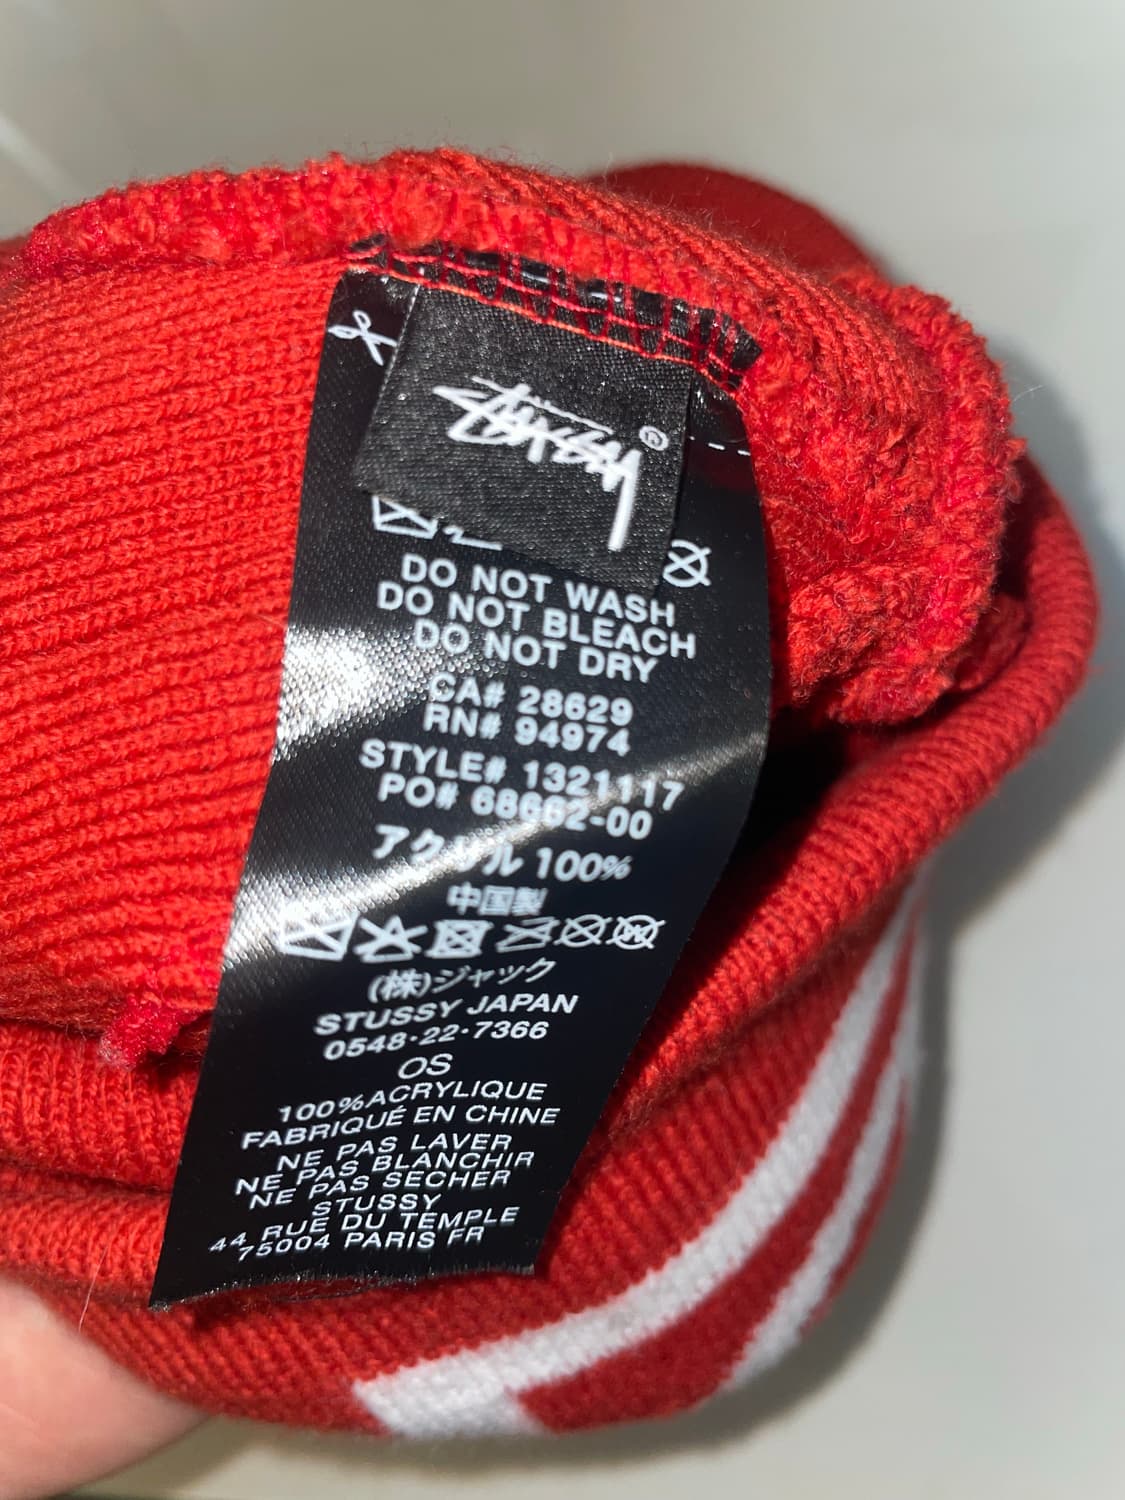 Stüssy ®
DO NOT WASH
DO NOT BLEACH
DO NOT DRY
CA# 28629
RN# 94974
STYLE# 1321117
PO# 68662-00
アクリル 100%
中国製
(株)ジャック
STUSSY JAPAN
0548-22-7366
OS
100%ACRYLIQUE
FABRIQUÉ EN CHINE
NE PAS LAVER
NE PAS BLANCHIR
NE PAS SÉCHER
STUSSY
44 RUE DU TEMPLE
75004 PARIS FR